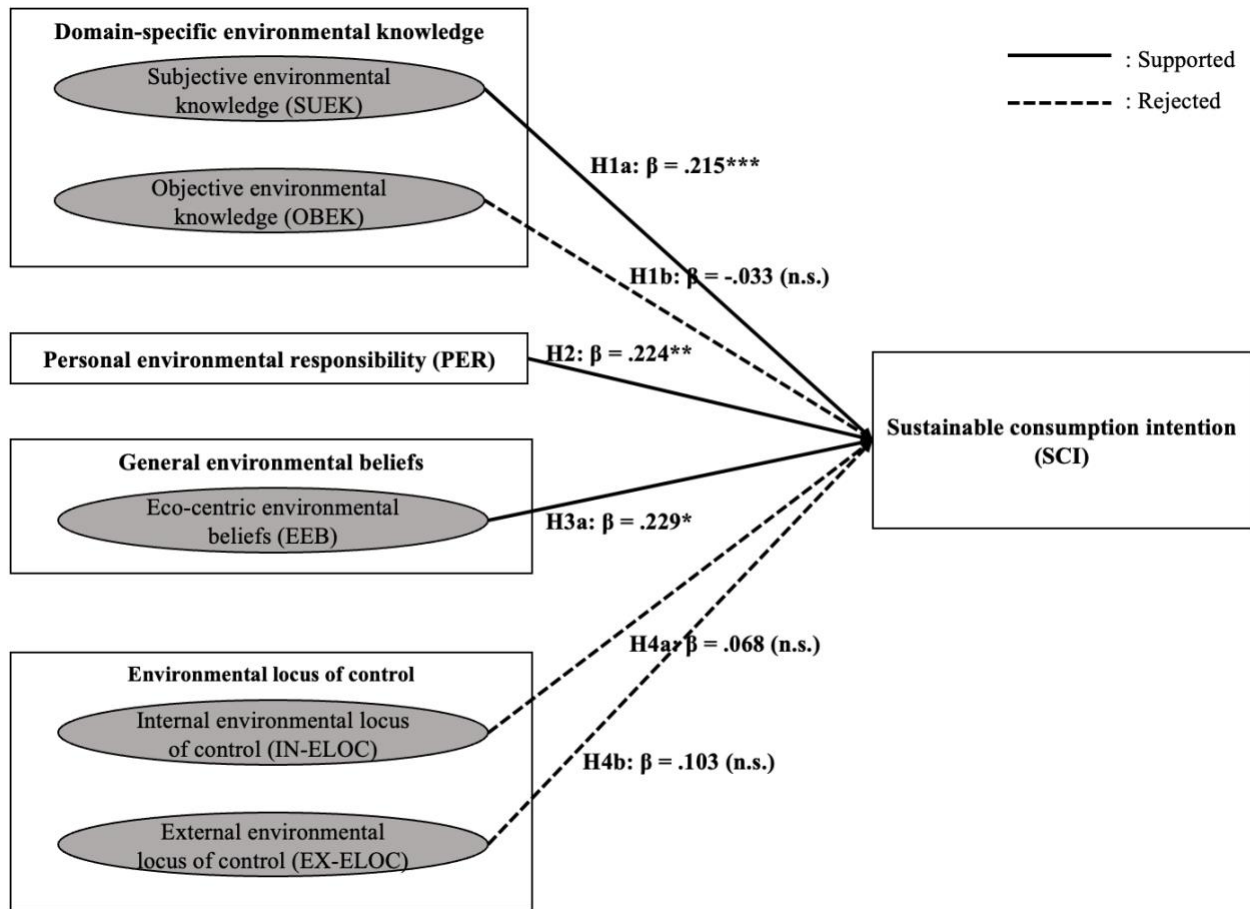 Domain-specific environmental knowledge
Subjective environmental
knowledge (SUEK)
Objective environmental
knowledge (OBEK)
: Supported
: Rejected
H1a: β = .215***
H1b: β = -.033 (n.s.)
Personal environmental responsibility (PER)
H2: β = .224**
Sustainable consumption intention
(SCI)
General environmental beliefs
Eco-centric environmental
beliefs (EEB)
H3a: β = .229*
Environmental locus of control
Internal environmental locus
of control (IN-ELOC)
H4a: β = .068 (n.s.)
H4b: β = .103 (n.s.)
External environmental
locus of control (EX-ELOC)